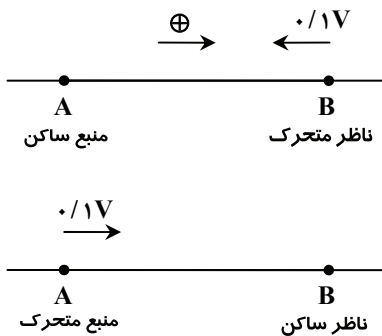 ⊕ ۰/۱V
A B
منبع ساکن ناظر متحرک
۰/۱V
A B
منبع متحرک ناظر ساکن